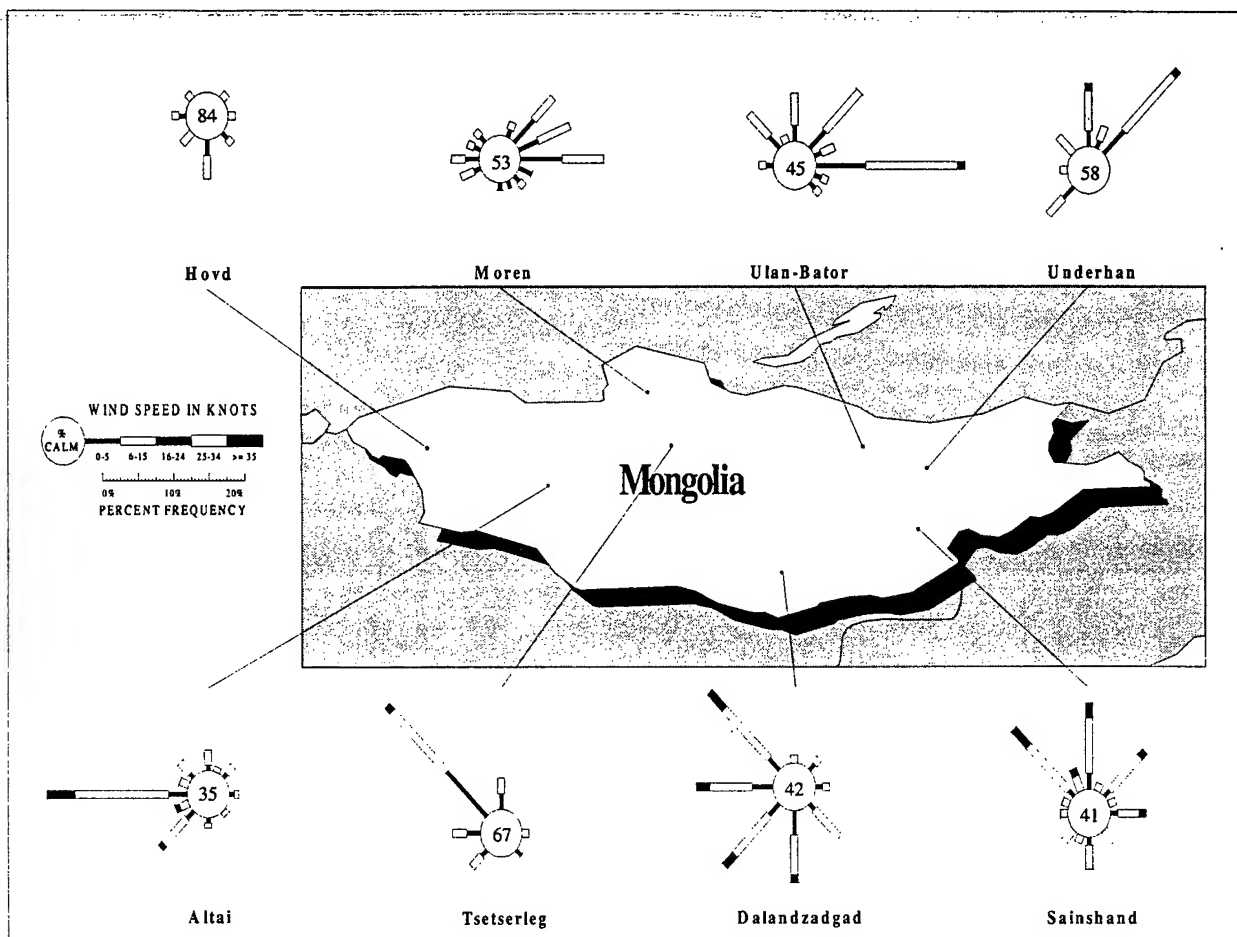 84
53
45
58
Hovd
Moren
Ulan-Bator
Underhan
WIND SPEED IN KNOTS
%
CALM
0-5 6-15 16-24 25-34 >= 35
0% 10% 20%
PERCENT FREQUENCY
Mongolia
35
67
42
41
Altai
Tsetserleg
Dalandzadgad
Sainshand